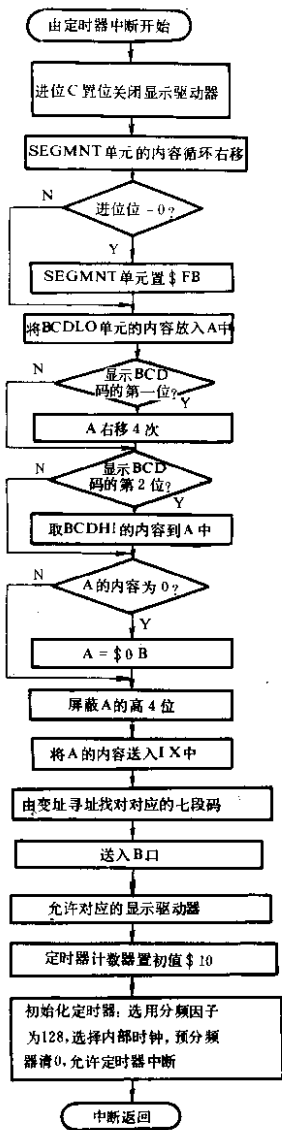 由定时器中断开始
进位C置位关闭显示驱动器
SEGMNT单元的内容循环右移
N
进位位-0?
Y
SEGMNT单元置$FB
将BCDLO单元的内容放入A中
N
显示BCD
码的第一位?
Y
A右移4次
N
显示BCD
码的第2位?
Y
取BCDHI的内容到A中
N
A的内容为0?
Y
A=$0B
屏蔽A的高4位
将A的内容送入IX中
由变址寻址找对对应的七段码
送入B口
允许对应的显示驱动器
定时器计数器置初值$10
初始化定时器:选用分频因子
为128,选择内部时钟,预分频
器清0,允许定时器中断
中断返回